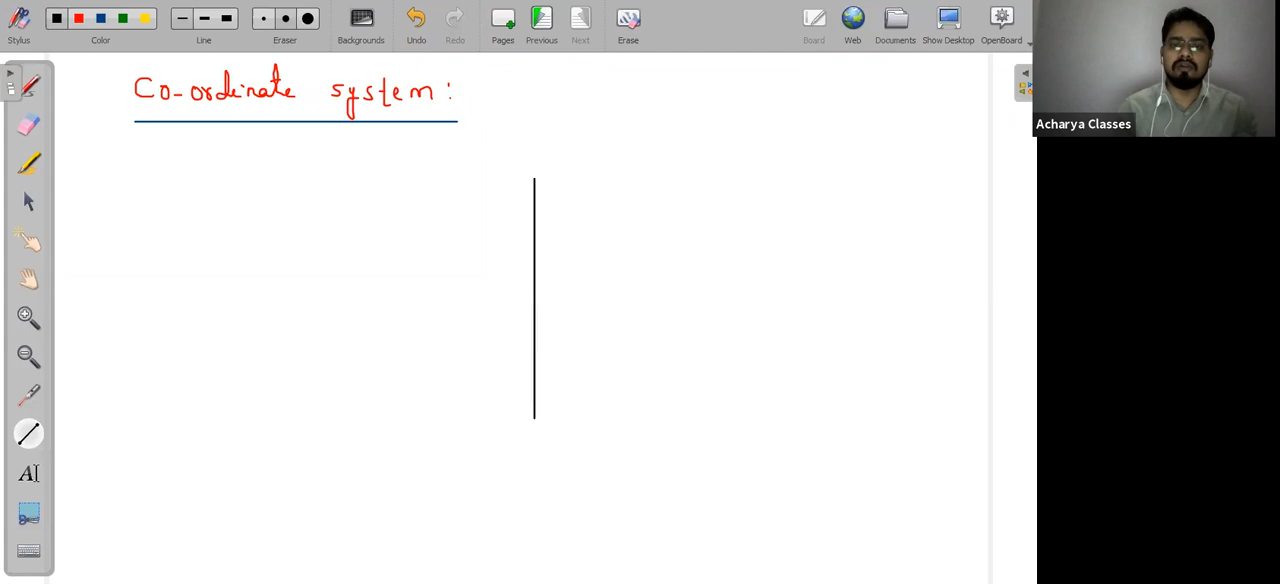 Stylus Color Line Eraser Backgrounds Undo Redo Pages Previous Next Erase Board Web Documents Show Desktop OpenBoard
Co-ordinate system:
Acharya Classes